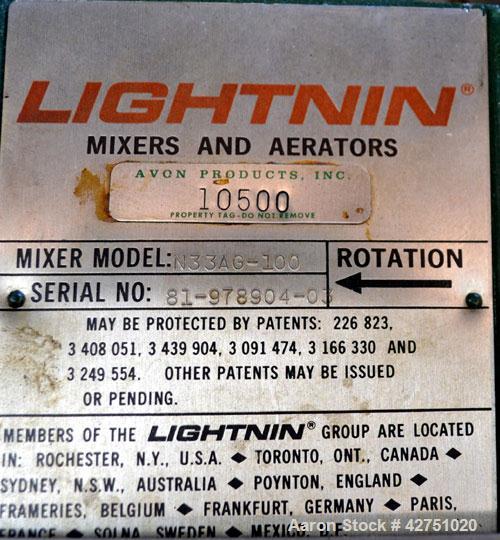 LIGHTNIN®
MIXERS AND AERATORS
AVON PRODUCTS, INC.
10500
PROPERTY TAG-DO NOT REMOVE
MIXER MODEL: N33AG-100
ROTATION
SERIAL NO: 81-978904-03
MAY BE PROTECTED BY PATENTS: 226 823,
3 408 051, 3 439 904, 3 091 474, 3 166 330 AND
3 249 554. OTHER PATENTS MAY BE ISSUED
OR PENDING.
MEMBERS OF THE LIGHTNIN® GROUP ARE LOCATED
IN: ROCHESTER, N.Y., U.S.A. ◆ TORONTO, ONT., CANADA ◆
SYDNEY, N.S.W., AUSTRALIA ◆ POYNTON, ENGLAND ◆
FRAMERIES, BELGIUM ◆ FRANKFURT, GERMANY ◆ PARIS,
FRANCE ◆ SOLNA, SWEDEN ◆ MEXICO, D.F.
Aaron Stock # 42751020